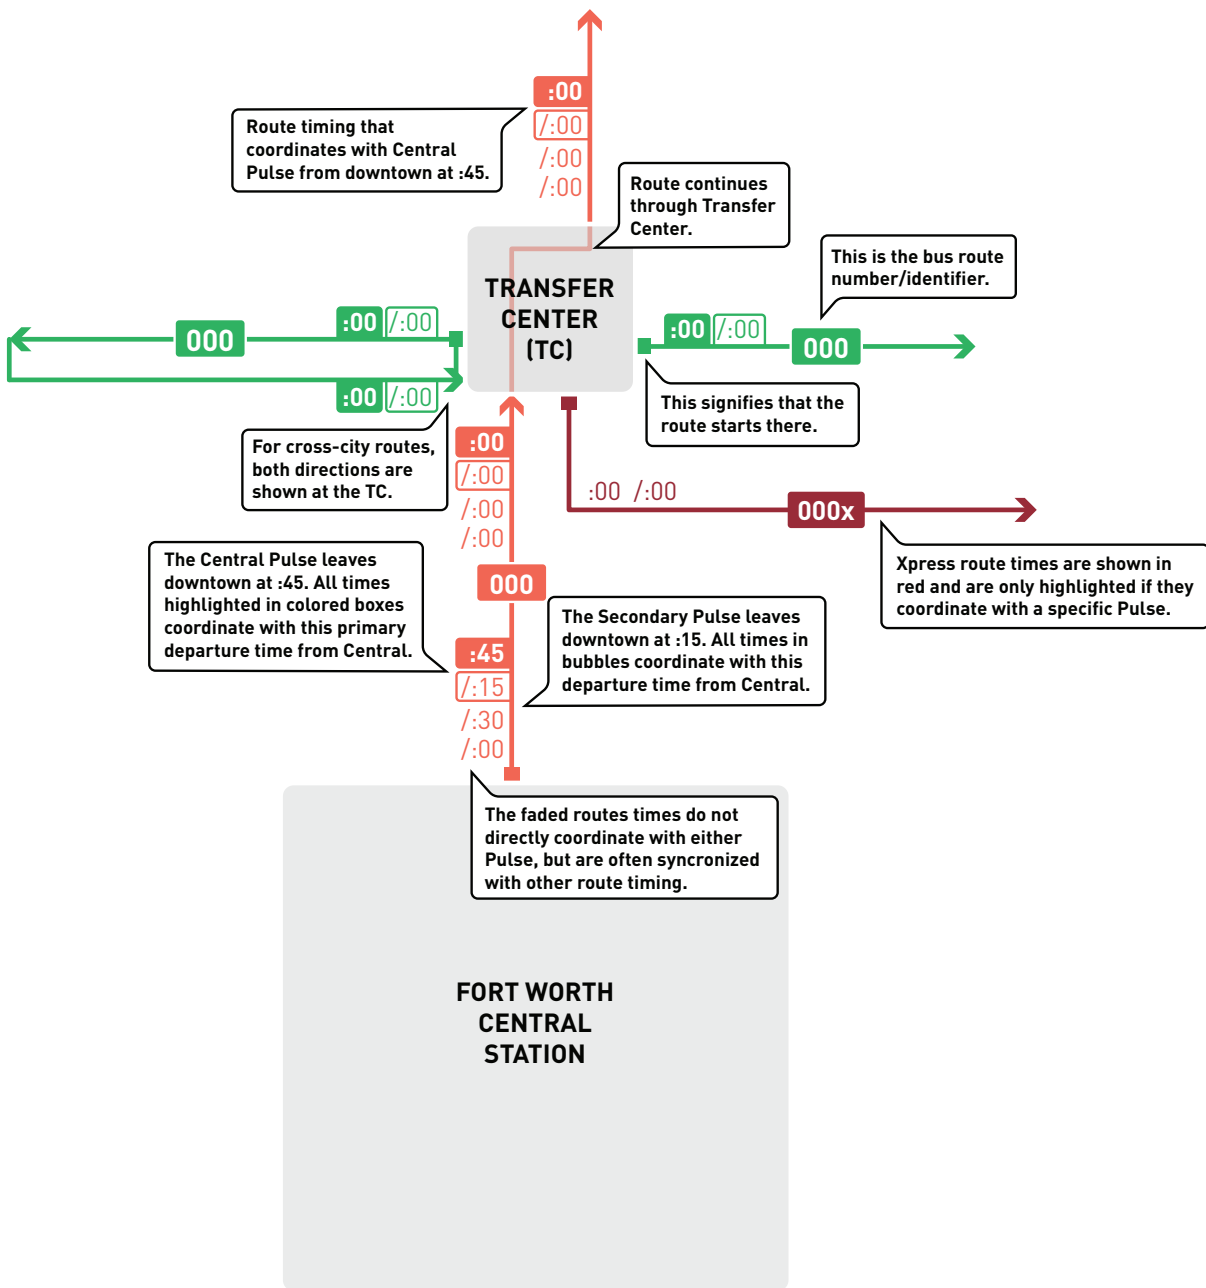 :00
/:00
/:00
/:00
Route timing that
coordinates with Central
Pulse from downtown at :45.
Route continues
through Transfer
Center.
This is the bus route
number/identifier.
TRANSFER
CENTER
(TC)
:00 /:00
000
:00 /:00
:00 /:00
000
This signifies that the
route starts there.
For cross-city routes,
both directions are
shown at the TC.
:00
/:00
/:00
/:00
:00 /:00
000x
Xpress route times are shown in
red and are only highlighted if they
coordinate with a specific Pulse.
The Central Pulse leaves
downtown at :45. All times
highlighted in colored boxes
coordinate with this primary
departure time from Central.
000
The Secondary Pulse leaves
downtown at :15. All times in
bubbles coordinate with this
departure time from Central.
:45
/:15
/:30
/:00
The faded routes times do not
directly coordinate with either
Pulse, but are often syncronized
with other route timing.
FORT WORTH
CENTRAL
STATION